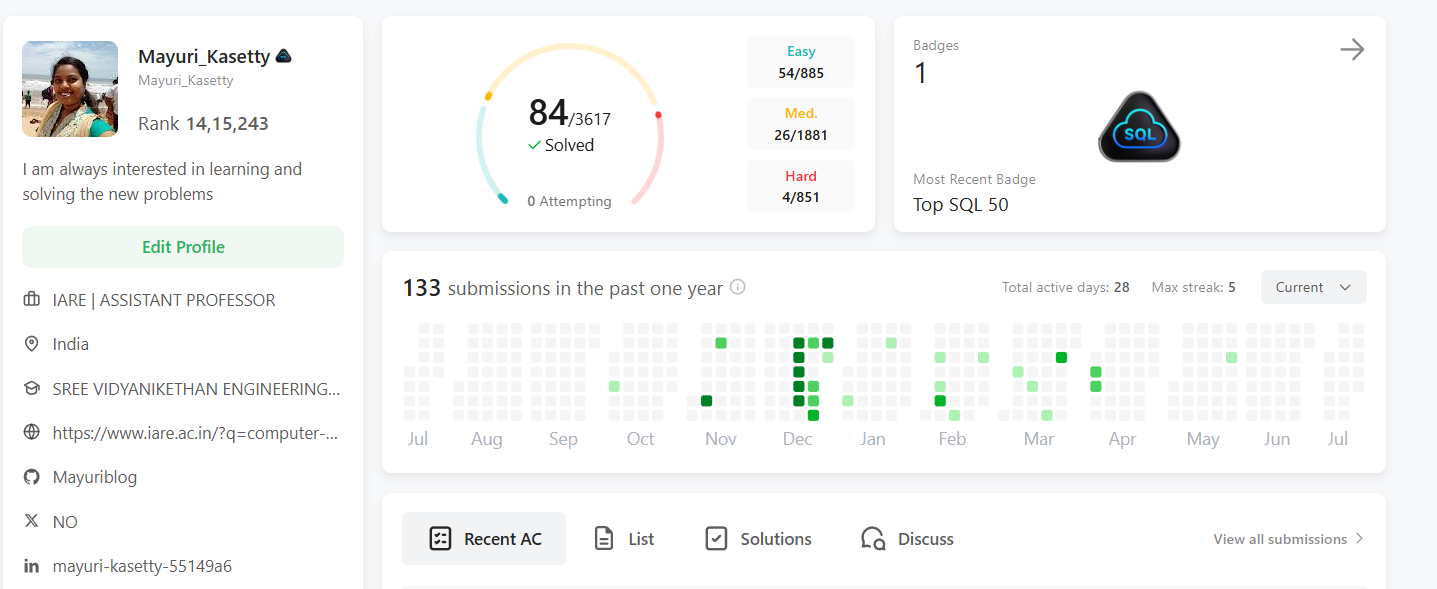 Mayuri_Kasetty
Mayuri_Kasetty
Rank 14,15,243
I am always interested in learning and
solving the new problems
Edit Profile
IARE | ASSISTANT PROFESSOR
India
SREE VIDYANIKETHAN ENGINEERING...
https://www.iare.ac.in/?q=computer-...
Mayuriblog
NO
mayuri-kasetty-55149a6
84/3617
Solved
0 Attempting
Easy
54/885
Med.
26/1881
Hard
4/851
Badges
1
SQL
Most Recent Badge
Top SQL 50
133 submissions in the past one year
Total active days: 28 Max streak: 5 Current
Jul Aug Sep Oct Nov Dec Jan Feb Mar Apr May Jun Jul
Recent AC List Solutions Discuss View all submissions